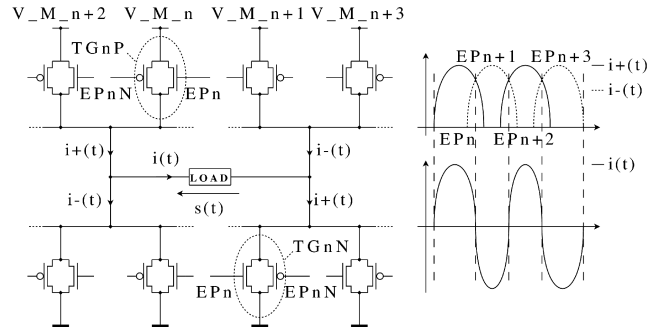 V_M_n+2 V_M_n V_M_n+1 V_M_n+3
TGnP
EPnN EPn
i+(t) i-(t)
i(t)
LOAD
s(t)
i-(t) i+(t)
TGnN
EPn EPnN
EPn+1 EPn+3
i+(t)
i-(t)
EPn EPn+2
i(t)